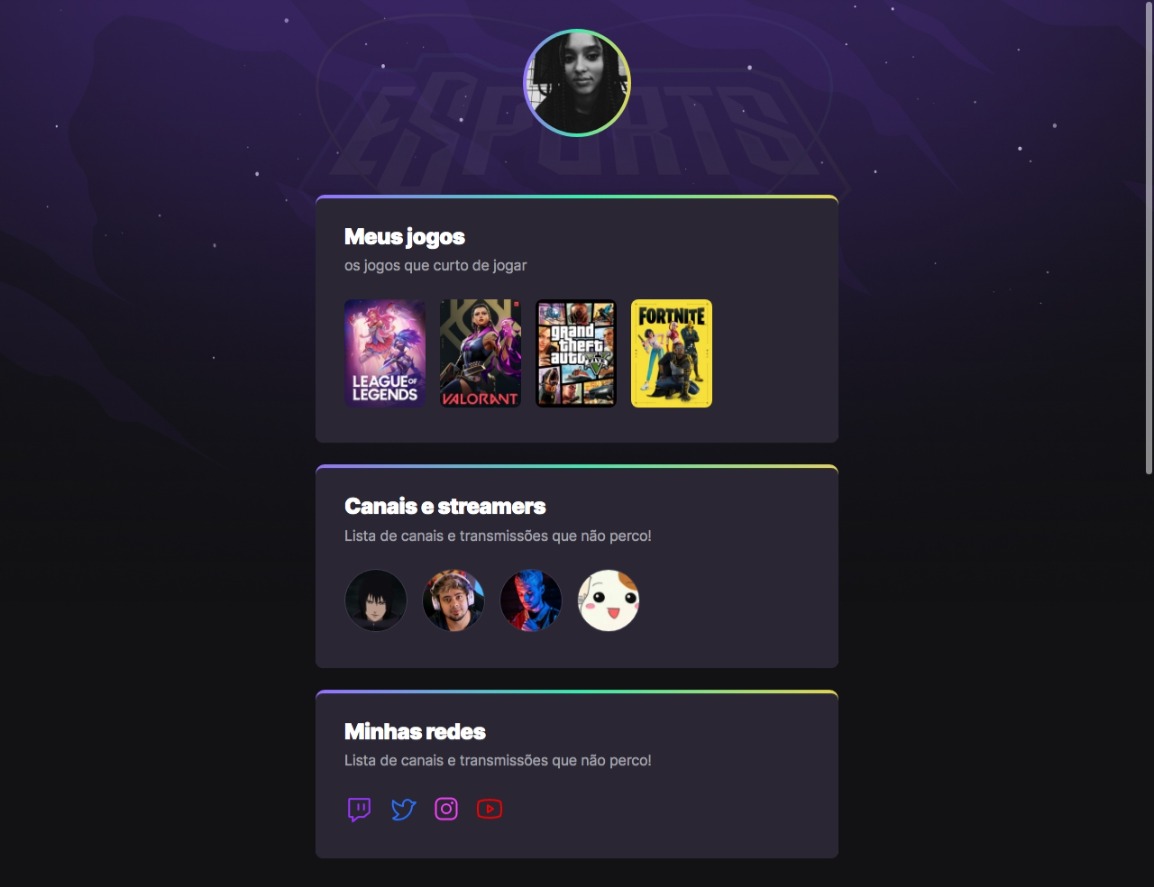 ESPORTS
Meus jogos
os jogos que curto de jogar
LEAGUE OF
LEGENDS
VALORANT
grand
theft
auto
V
FORTNITE
Canais e streamers
Lista de canais e transmissões que não perco!
Minhas redes
Lista de canais e transmissões que não perco!